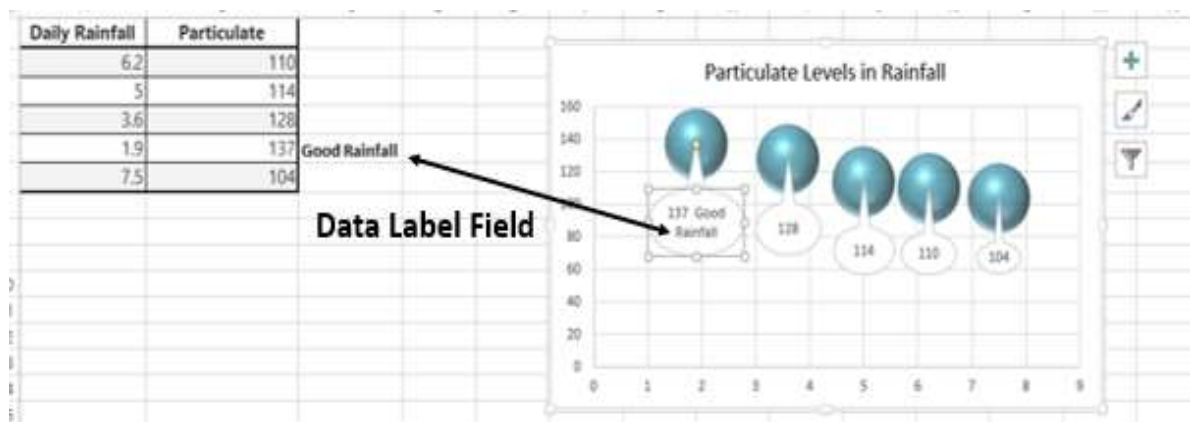 Daily Rainfall Particulate
6.2 110
5 114
3.6 128
1.9 137 Good Rainfall
7.5 104
Data Label Field
Particulate Levels in Rainfall
160
140
120
100
80
60
40
20
0
137 Good
Rainfall
128
114
110
104
0 1 2 3 4 5 6 7 8 9